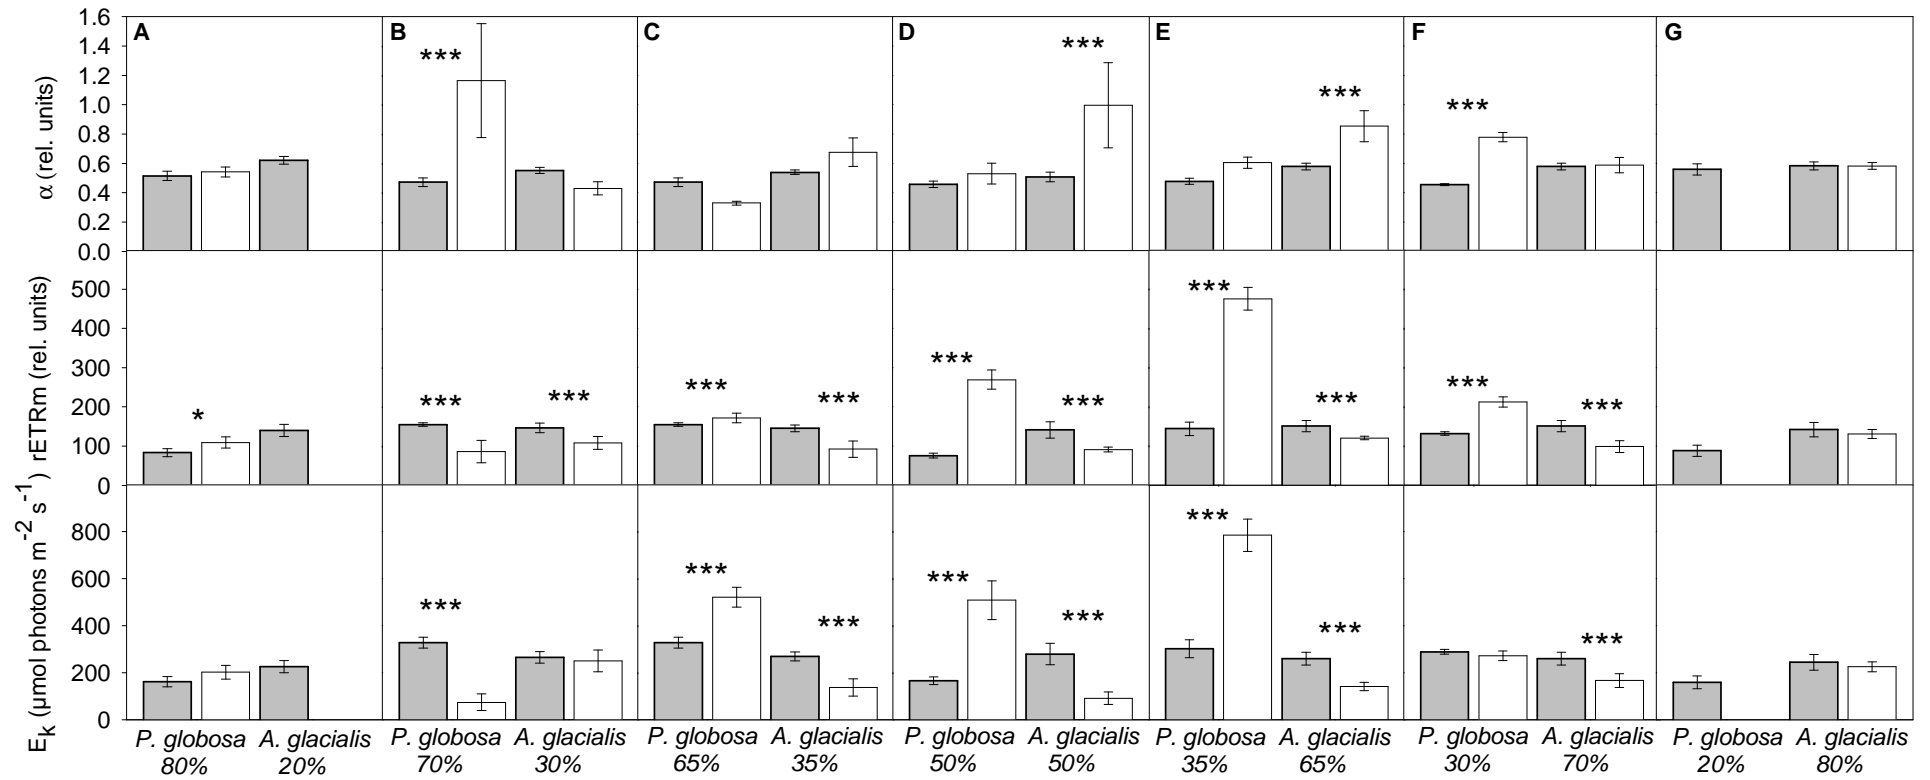 A B C D E F G
α (rel. units)
1.6
1.4
1.2
1.0
0.8
0.6
0.4
0.2
0.0
*** *** *** ***
rETRm (rel. units)
500
400
300
200
100
0
* *** *** *** *** *** *** *** *** *** ***
Ek (µmol photons m-2 s-1)
800
600
400
200
0
*** *** *** *** *** *** *** ***
P. globosa A. glacialis P. globosa A. glacialis P. globosa A. glacialis P. globosa A. glacialis P. globosa A. glacialis P. globosa A. glacialis P. globosa A. glacialis
80% 20% 70% 30% 65% 35% 50% 50% 35% 65% 30% 70% 20% 80%